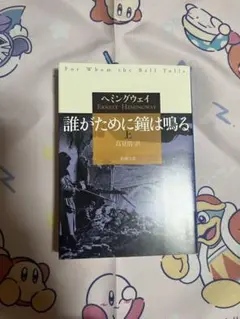 For Whom the Bell Tolls
ヘミングウェイ
ERNEST HEMINGWAY
誰がために鐘は鳴る
上
新潮文庫